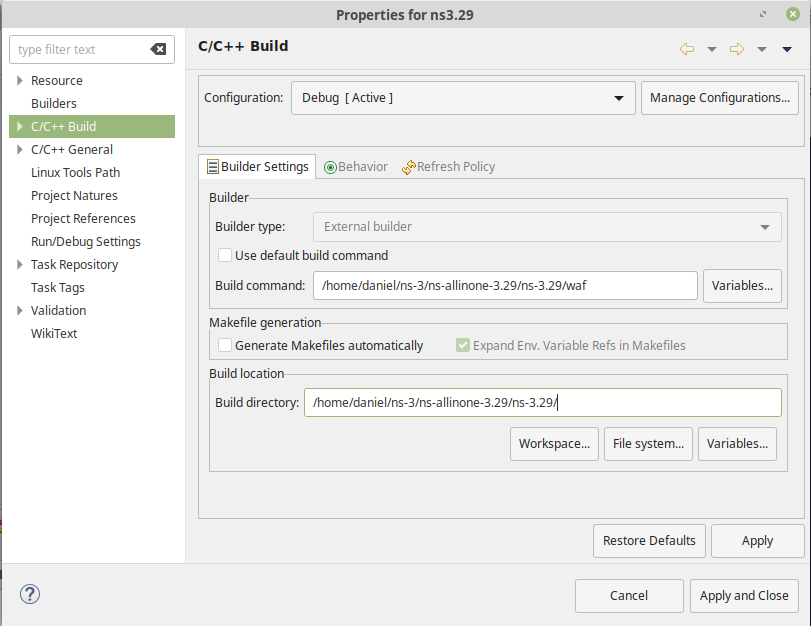 Properties for ns3.29
type filter text
Resource
Builders
C/C++ Build
C/C++ General
Linux Tools Path
Project Natures
Project References
Run/Debug Settings
Task Repository
Task Tags
Validation
WikiText
C/C++ Build
Configuration: Debug [ Active ] Manage Configurations...
Builder Settings Behavior Refresh Policy
Builder
Builder type: External builder
Use default build command
Build command: /home/daniel/ns-3/ns-allinone-3.29/ns-3.29/waf Variables...
Makefile generation
Generate Makefiles automatically Expand Env. Variable Refs in Makefiles
Build location
Build directory: /home/daniel/ns-3/ns-allinone-3.29/ns-3.29/
Workspace... File system... Variables...
Restore Defaults Apply
? Cancel Apply and Close